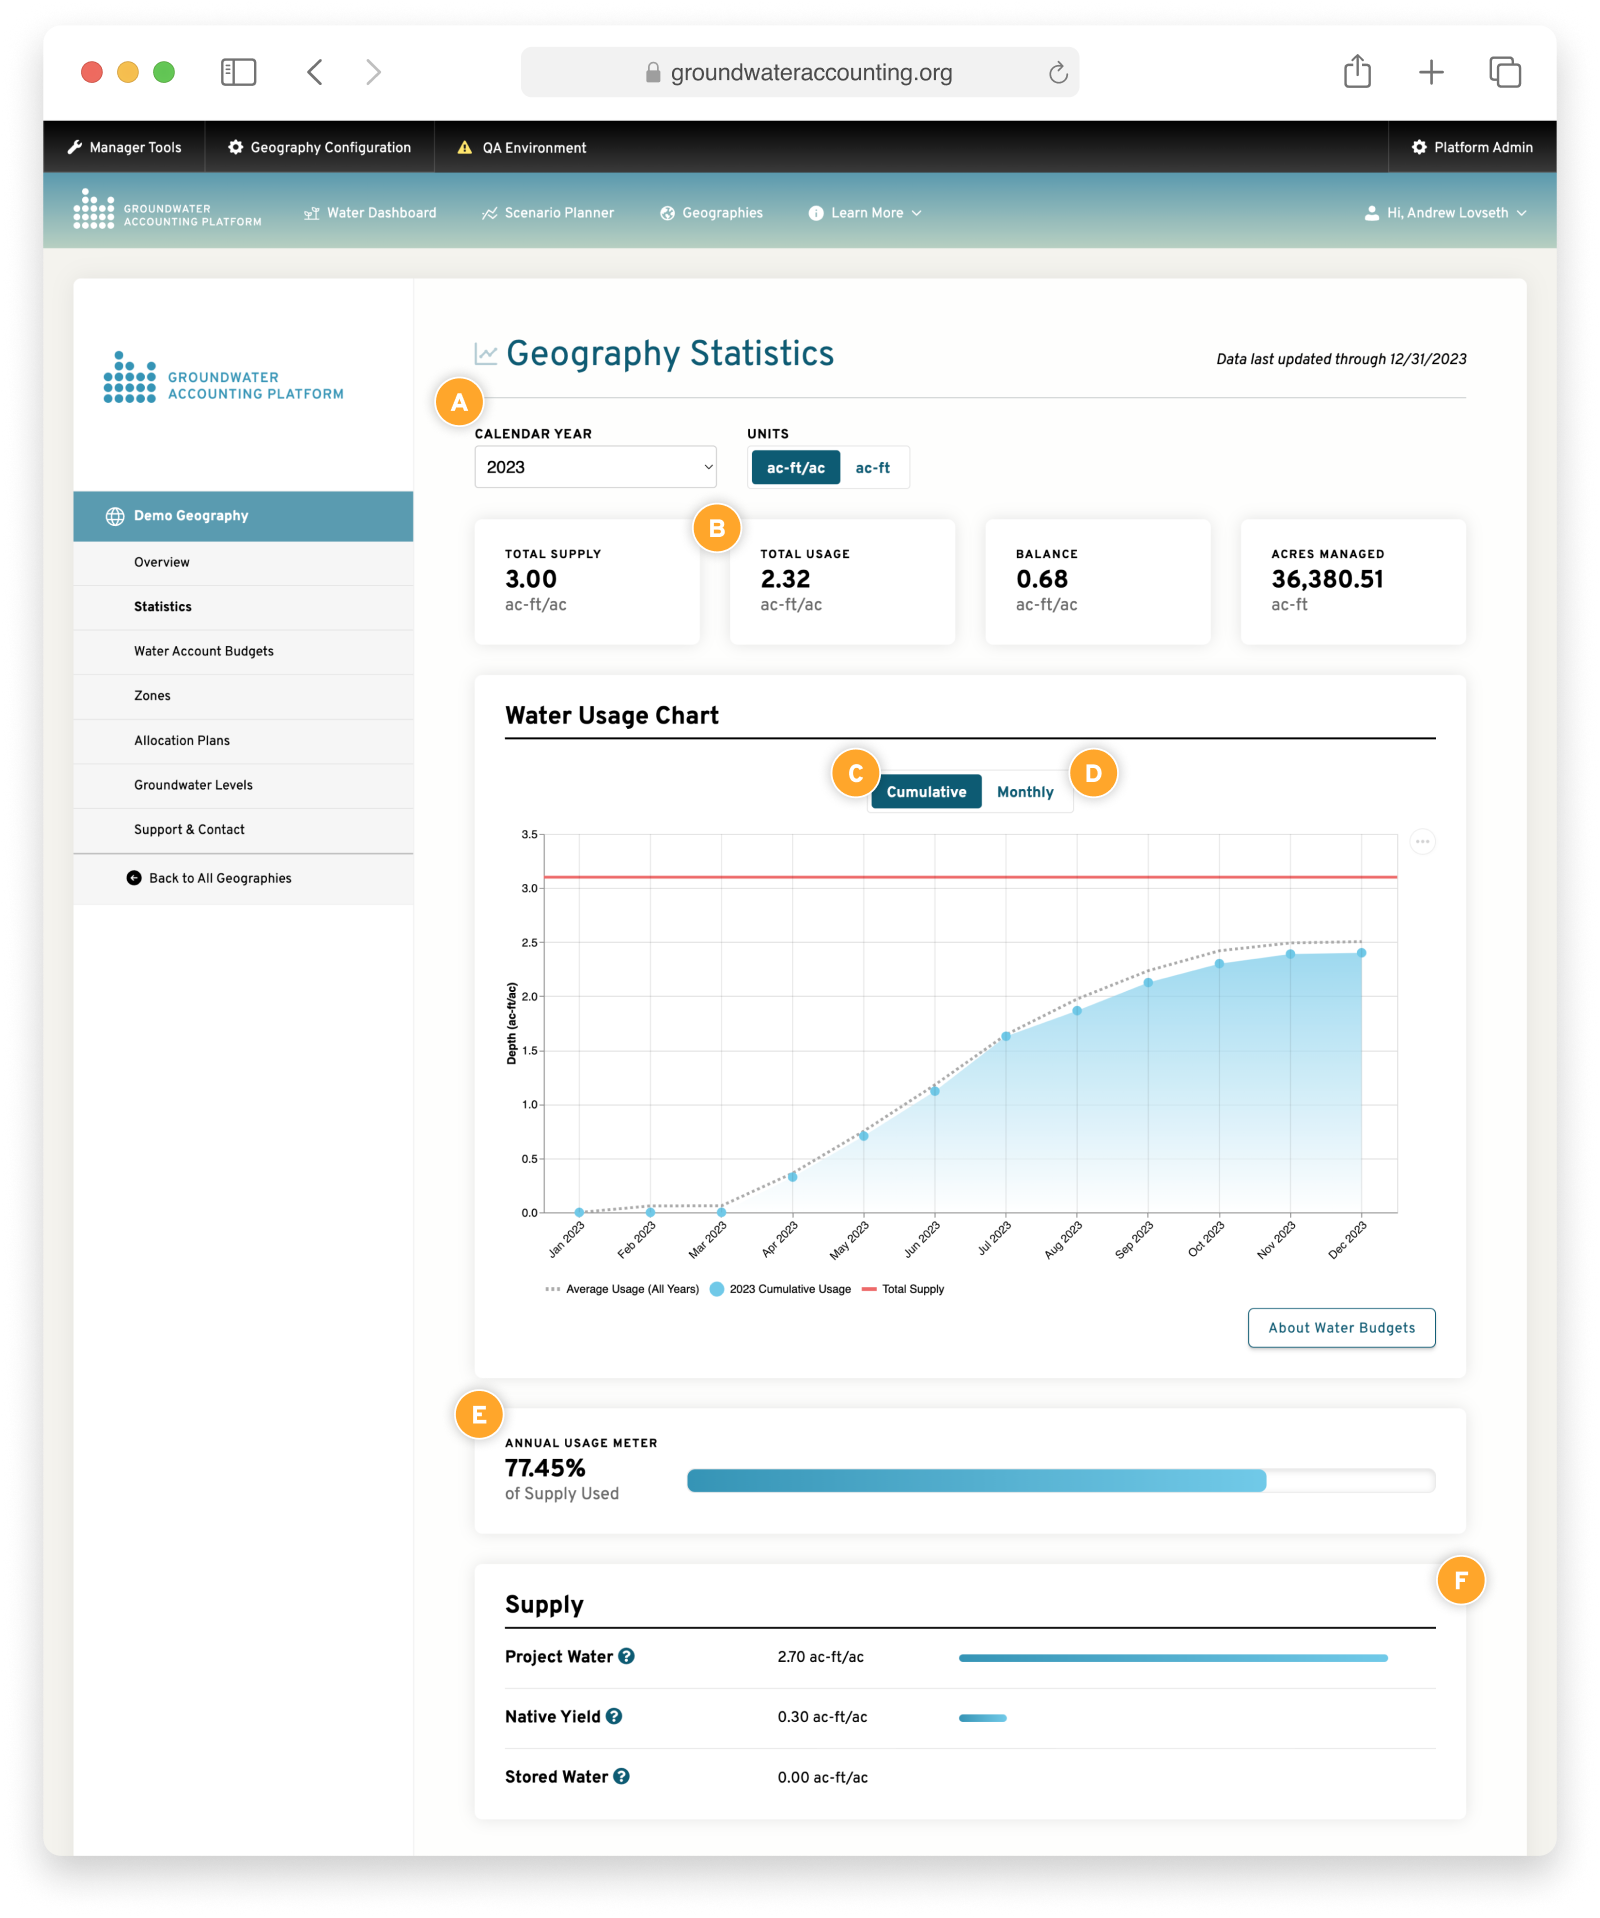 groundwateraccounting.org
Manager Tools
Geography Configuration
QA Environment
Platform Admin
GROUNDWATER
ACCOUNTING PLATFORM
Water Dashboard
Scenario Planner
Geographies
Learn More
Hi, Andrew Lovseth
GROUNDWATER
ACCOUNTING PLATFORM
Demo Geography
Overview
Statistics
Water Account Budgets
Zones
Allocation Plans
Groundwater Levels
Support & Contact
Back to All Geographies
Geography Statistics
Data last updated through 12/31/2023
A
CALENDAR YEAR
2023
UNITS
ac-ft/ac
ac-ft
B
TOTAL SUPPLY
3.00
ac-ft/ac
TOTAL USAGE
2.32
ac-ft/ac
BALANCE
0.68
ac-ft/ac
ACRES MANAGED
36,380.51
ac-ft
Water Usage Chart
C
Cumulative
Monthly
D
3.5
3.0
2.5
2.0
1.5
1.0
0.5
0.0
Depth (ac-ft/ac)
Jan 2023
Feb 2023
Mar 2023
Apr 2023
May 2023
Jun 2023
Jul 2023
Aug 2023
Sep 2023
Oct 2023
Nov 2023
Dec 2023
Average Usage (All Years)
2023 Cumulative Usage
Total Supply
About Water Budgets
E
ANNUAL USAGE METER
77.45%
of Supply Used
F
Supply
Project Water ?
2.70 ac-ft/ac
Native Yield ?
0.30 ac-ft/ac
Stored Water ?
0.00 ac-ft/ac